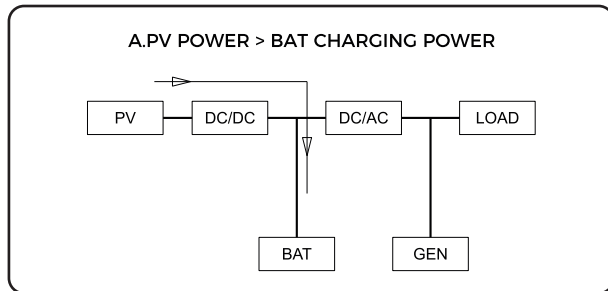 A.PV POWER > BAT CHARGING POWER
PV DC/DC DC/AC LOAD
BAT GEN